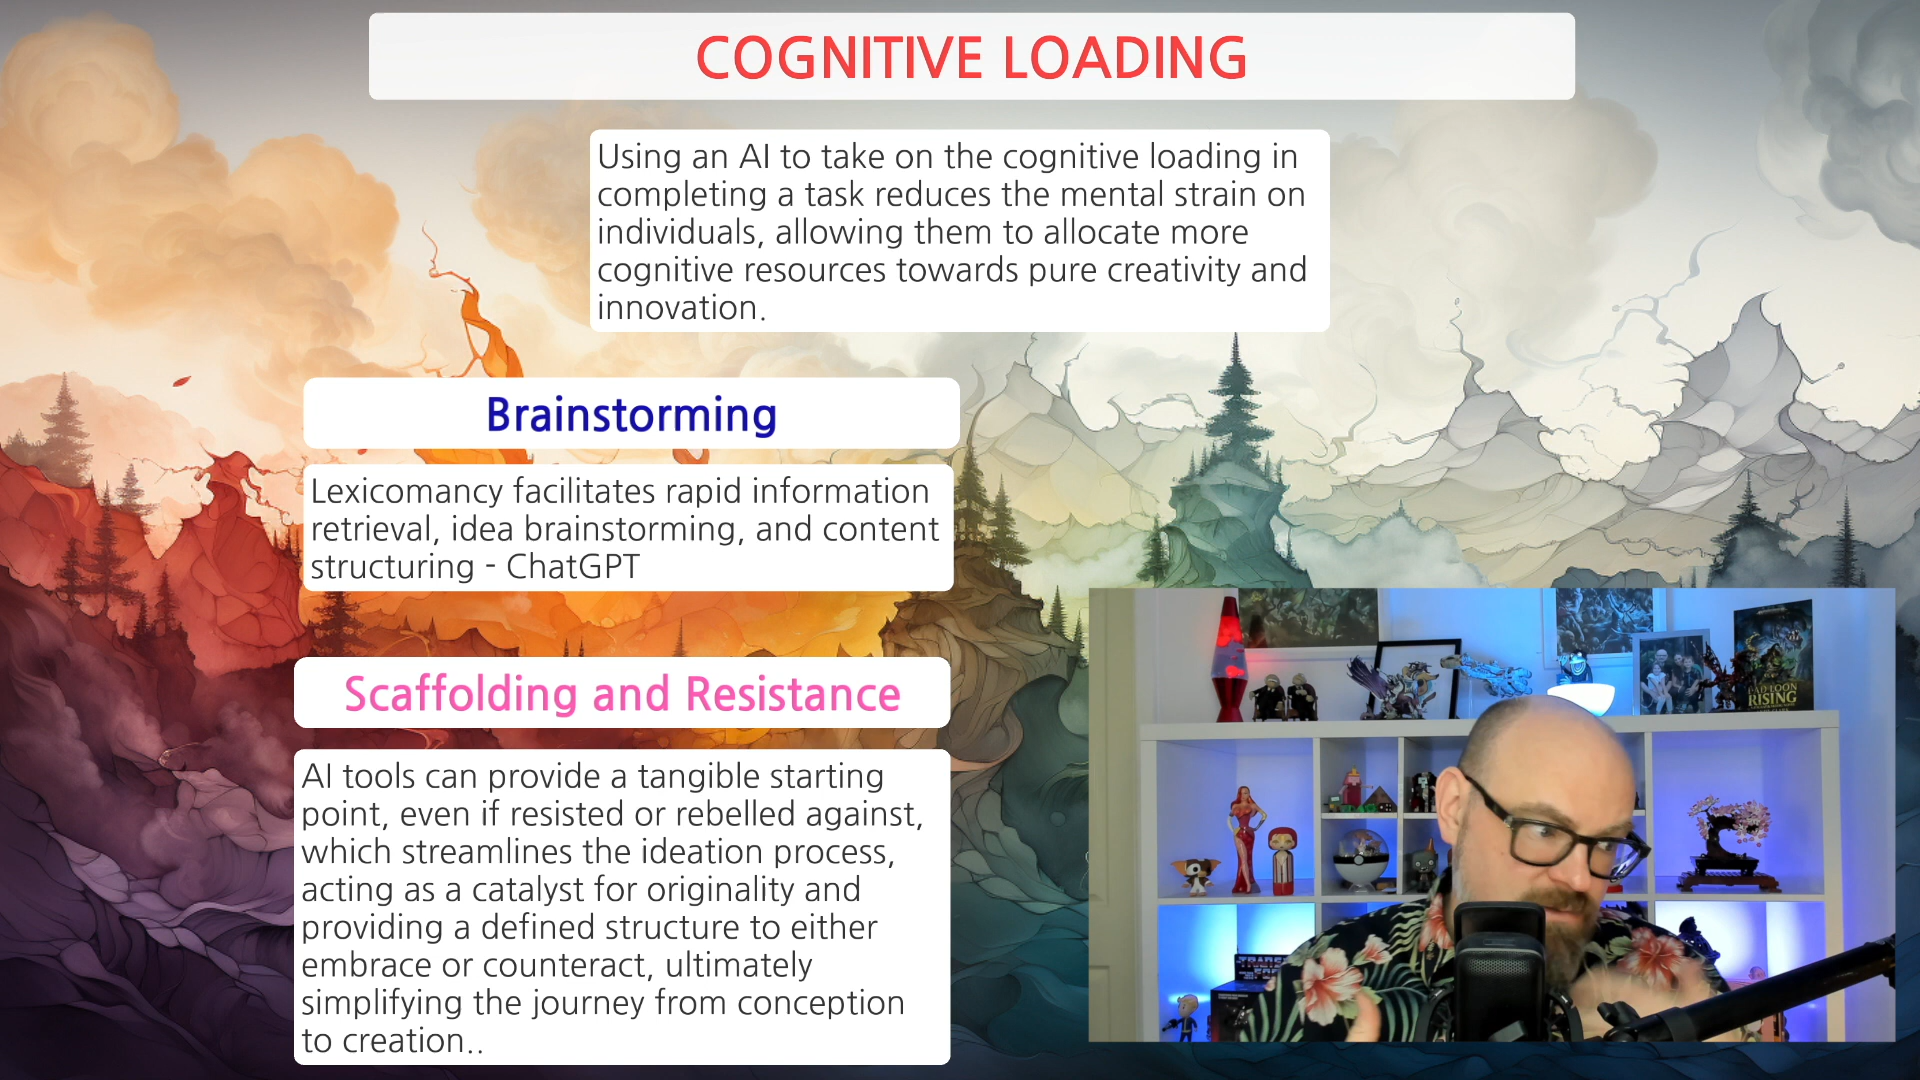 COGNITIVE LOADING
Using an AI to take on the cognitive loading in
completing a task reduces the mental strain on
individuals, allowing them to allocate more
cognitive resources towards pure creativity and
innovation.
Brainstorming
Lexicomancy facilitates rapid information
retrieval, idea brainstorming, and content
structuring - ChatGPT
Scaffolding and Resistance
AI tools can provide a tangible starting
point, even if resisted or rebelled against,
which streamlines the ideation process,
acting as a catalyst for originality and
providing a defined structure to either
embrace or counteract, ultimately
simplifying the journey from conception
to creation..
RISING